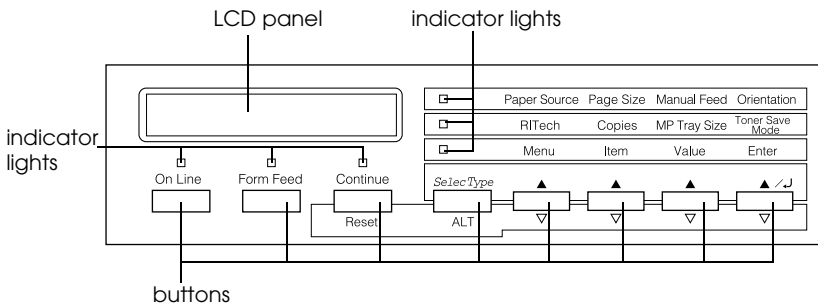 LCD panel
indicator lights
Paper Source Page Size Manual Feed Orientation
RITech Copies MP Tray Size Toner Save Mode
Menu Item Value Enter
indicator
lights
On Line Form Feed Continue SelecType
Reset ALT
buttons